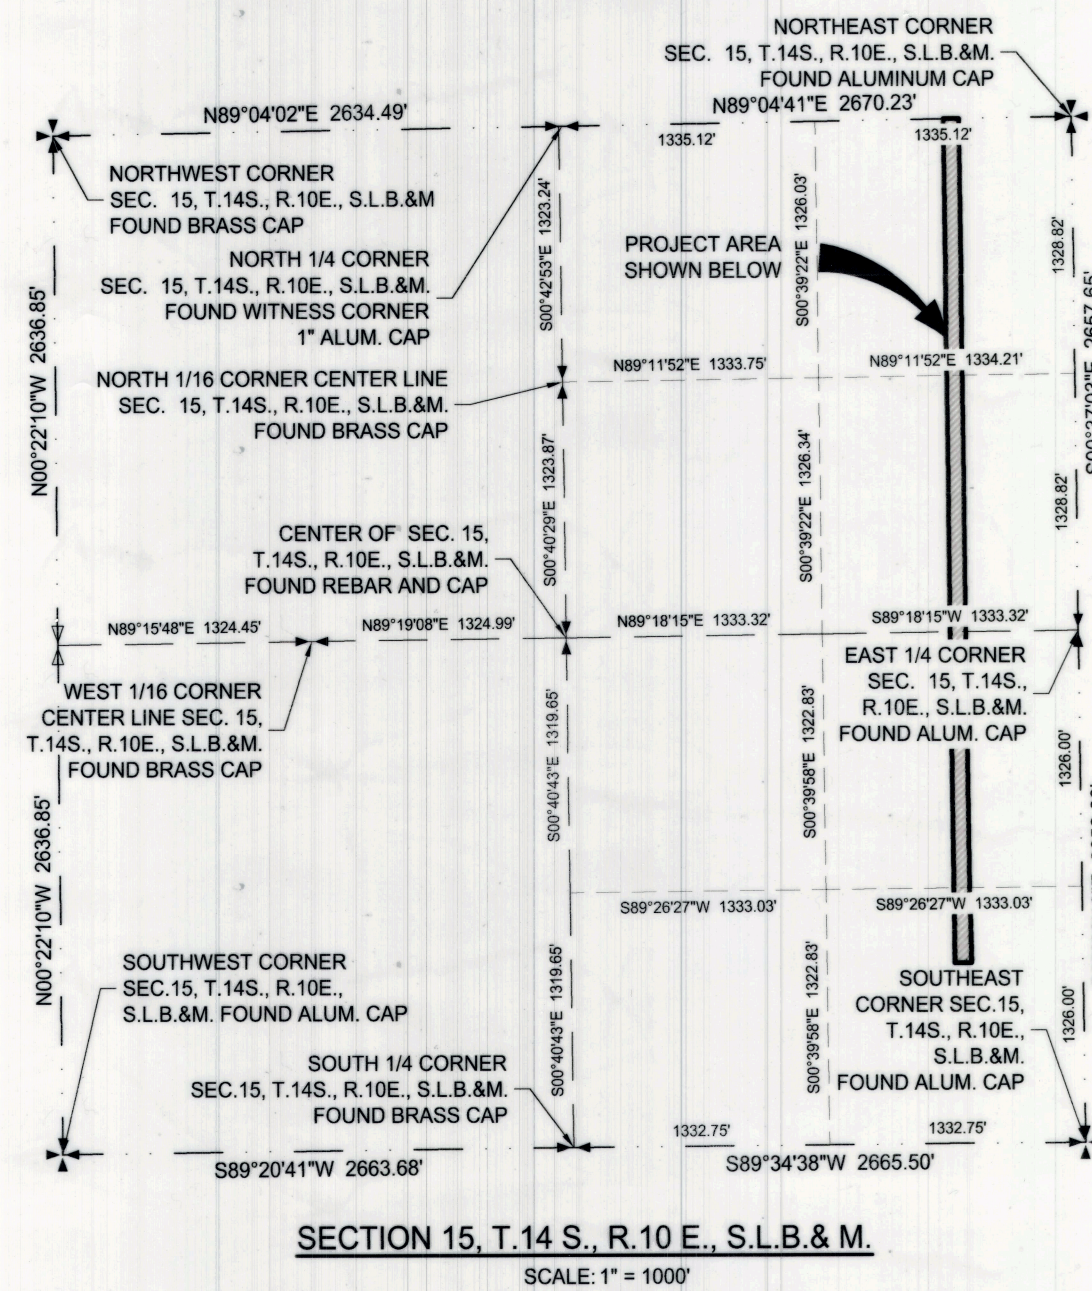 NORTHEAST CORNER
SEC. 15, T.14S., R.10E., S.L.B.&M.
FOUND ALUMINUM CAP
N89°04'41"E 2670.23'
N89°04'02"E 2634.49'
1335.12'
1335.12'
NORTHWEST CORNER
SEC. 15, T.14S., R.10E., S.L.B.&M
FOUND BRASS CAP
S00°42'53"E 1323.24'
S00°39'22"E 1326.03'
1328.82'
NORTH 1/4 CORNER
SEC. 15, T.14S., R.10E., S.L.B.&M.
FOUND WITNESS CORNER
1" ALUM. CAP
PROJECT AREA
SHOWN BELOW
N00°22'10"W 2636.85'
2657.65'
N89°11'52"E 1333.75'
N89°11'52"E 1334.21'
NORTH 1/16 CORNER CENTER LINE
SEC. 15, T.14S., R.10E., S.L.B.&M.
FOUND BRASS CAP
S00°40'29"E 1323.87'
S00°39'22"E 1326.34'
1328.82'
CENTER OF SEC. 15,
T.14S., R.10E., S.L.B.&M.
FOUND REBAR AND CAP
N89°15'48"E 1324.45'
N89°19'08"E 1324.99'
N89°18'15"E 1333.32'
S89°18'15"W 1333.32'
EAST 1/4 CORNER
SEC. 15, T.14S.,
R.10E., S.L.B.&M.
FOUND ALUM. CAP
WEST 1/16 CORNER
CENTER LINE SEC. 15,
T.14S., R.10E., S.L.B.&M.
FOUND BRASS CAP
S00°40'43"E 1319.65'
S00°39'58"E 1322.83'
1326.00'
N00°22'10"W 2636.85'
S89°26'27"W 1333.03'
S89°26'27"W 1333.03'
SOUTHWEST CORNER
SEC.15, T.14S., R.10E.,
S.L.B.&M. FOUND ALUM. CAP
S00°40'43"E 1319.65'
S00°39'58"E 1322.83'
1326.00'
SOUTHEAST
CORNER SEC.15,
T.14S., R.10E.,
S.L.B.&M.
FOUND ALUM. CAP
SOUTH 1/4 CORNER
SEC.15, T.14S., R.10E., S.L.B.&M.
FOUND BRASS CAP
1332.75'
1332.75'
S89°20'41"W 2663.68'
S89°34'38"W 2665.50'
SECTION 15, T.14 S., R.10 E., S.L.B.& M.
SCALE: 1" = 1000'